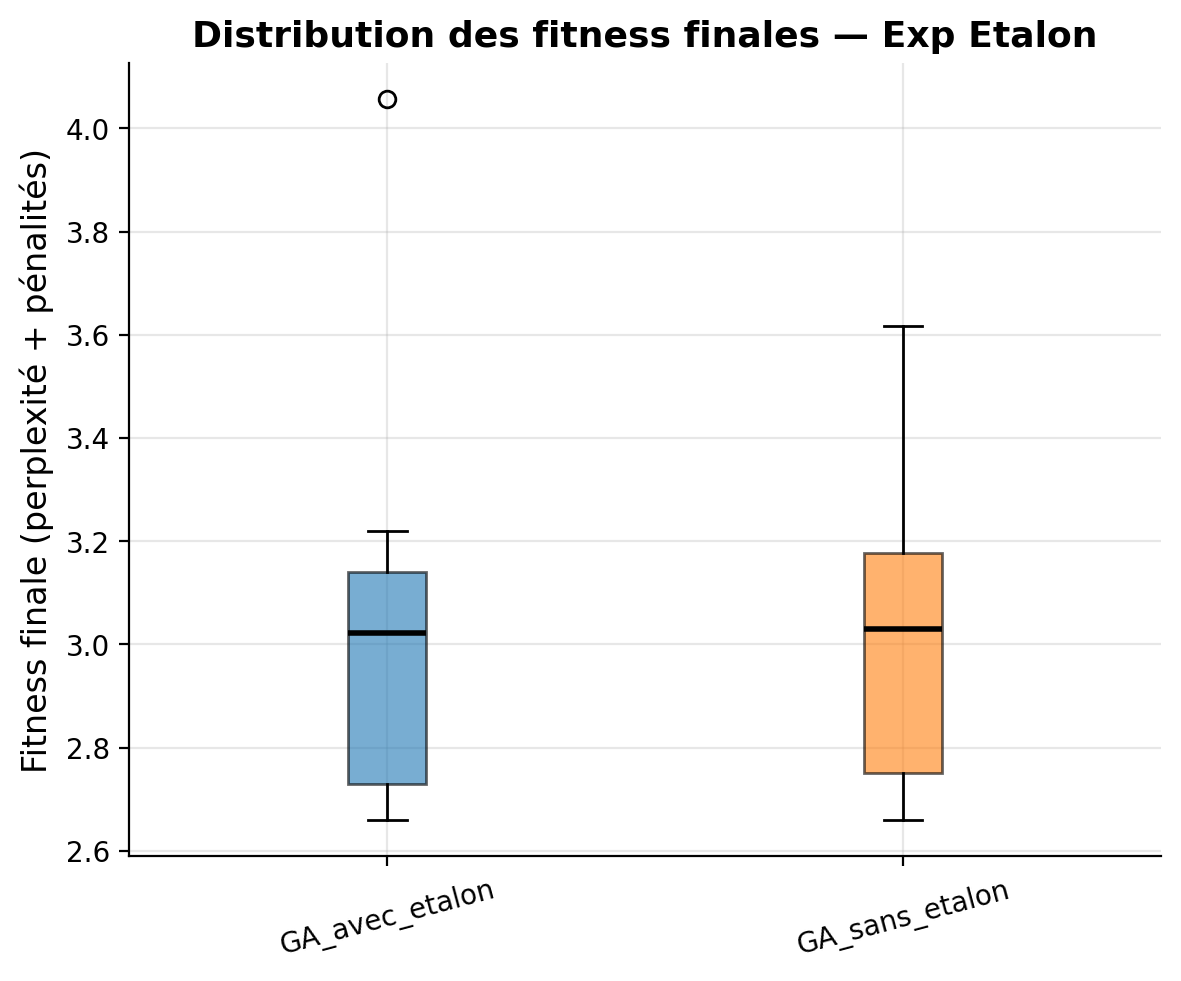 Distribution des fitness finales — Exp Etalon
Fitness finale (perplexité + pénalités)
4.0
3.8
3.6
3.4
3.2
3.0
2.8
2.6
GA_avec_etalon
GA_sans_etalon